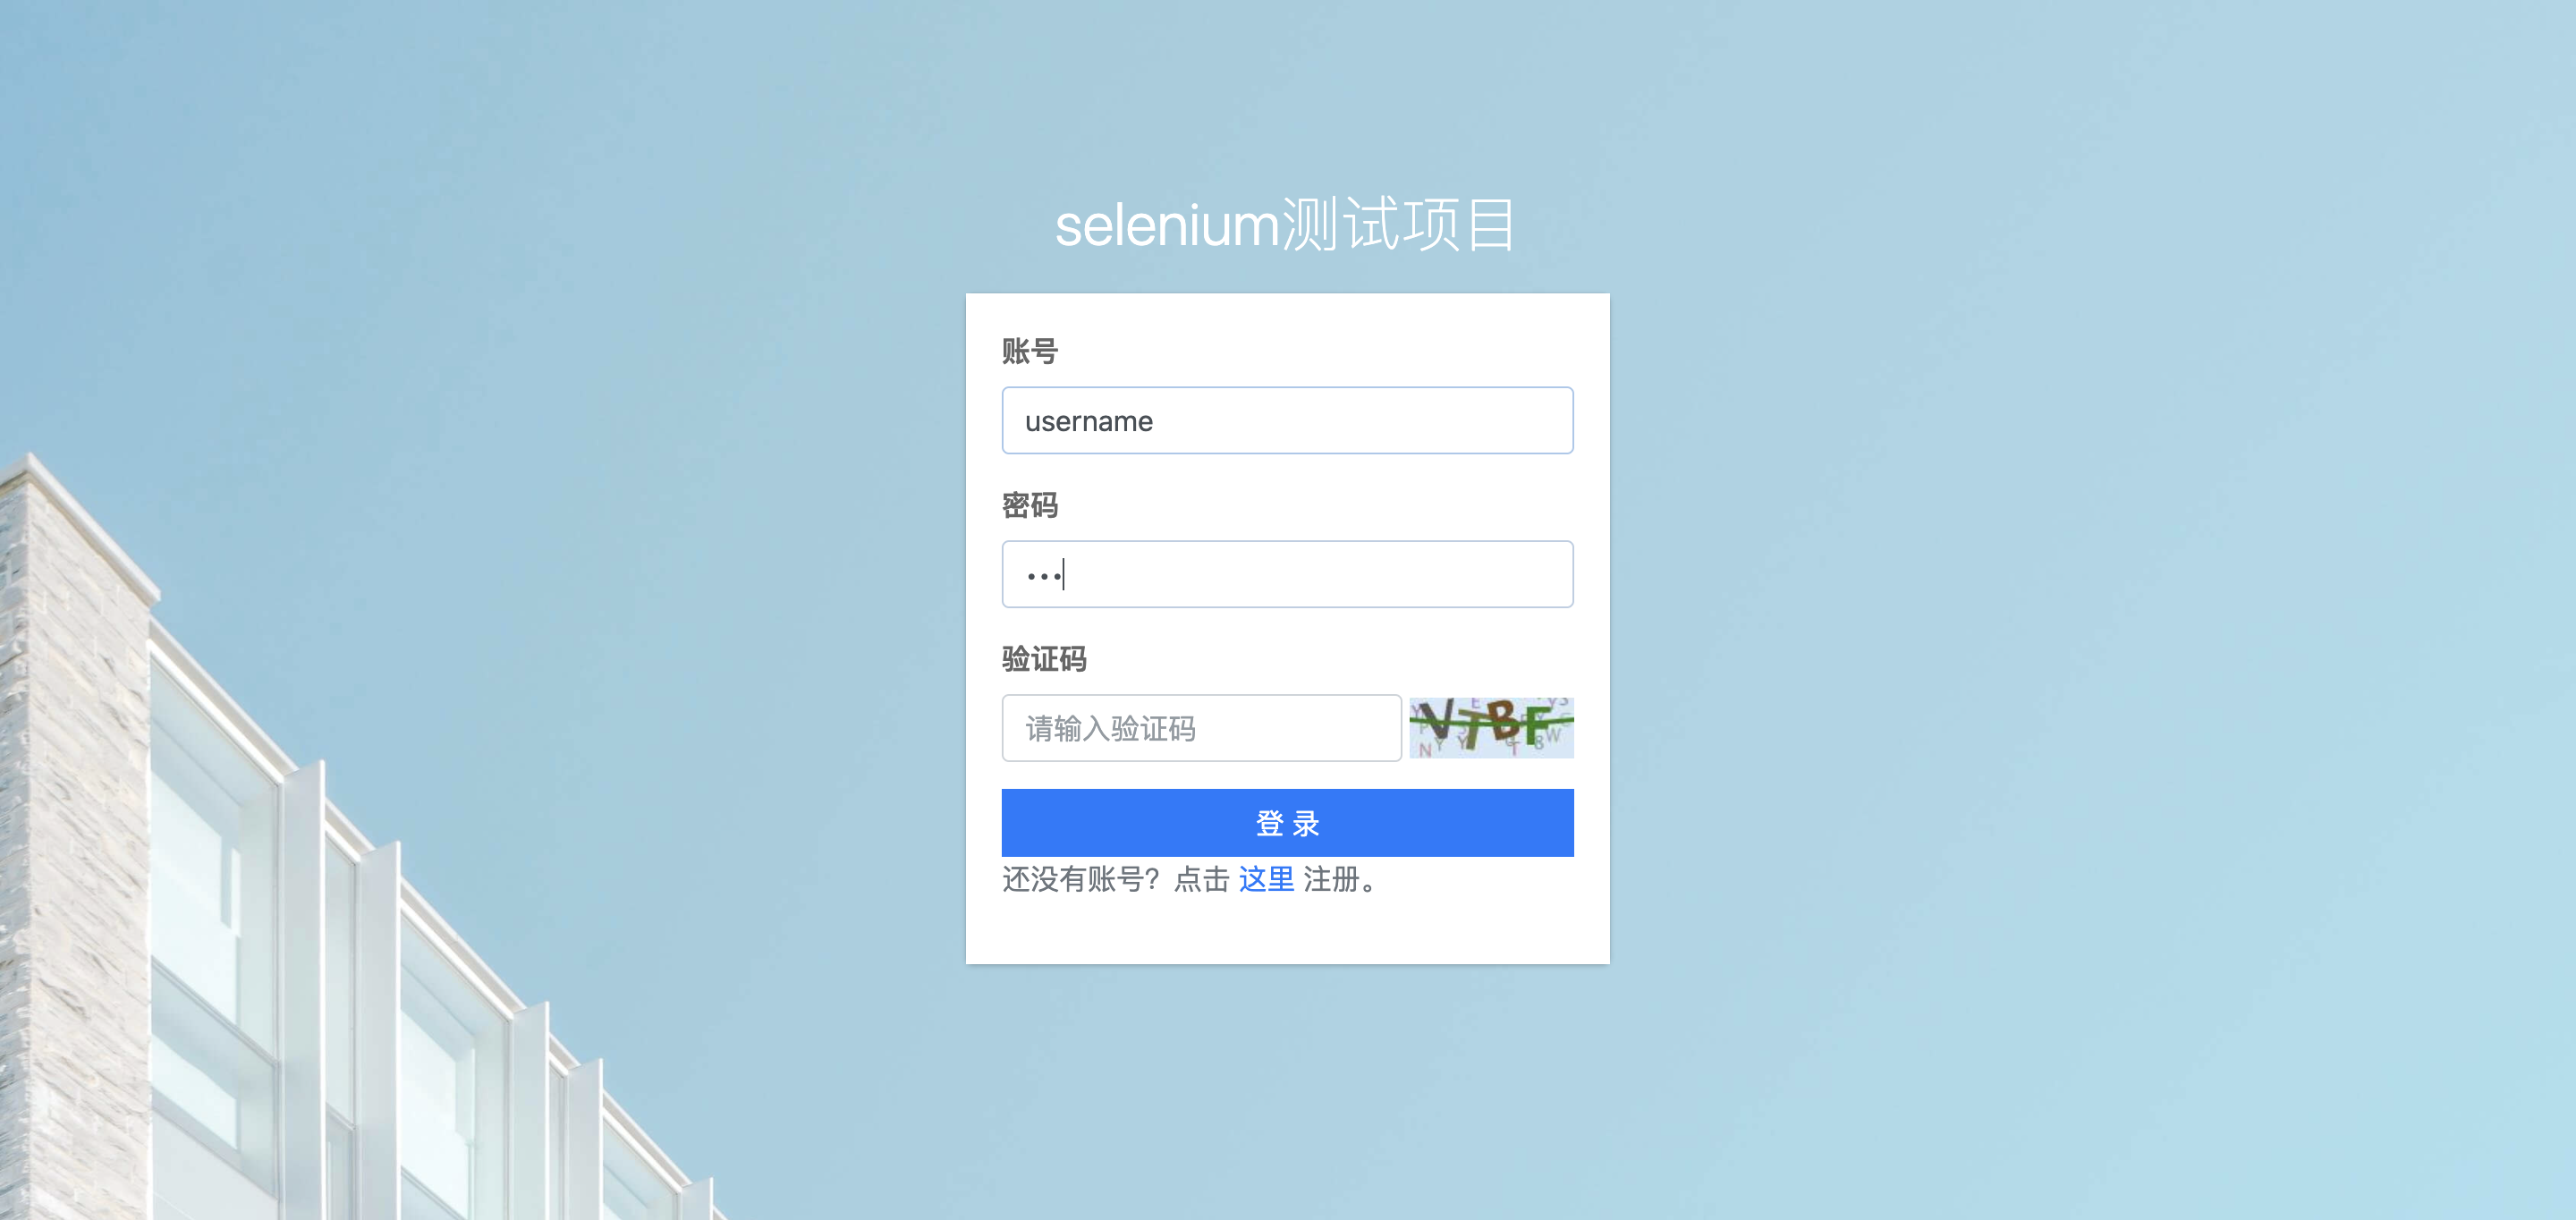 selenium测试项目
账号
username
密码
•••
验证码
请输入验证码
VTBF
登 录
还没有账号？点击 这里 注册。